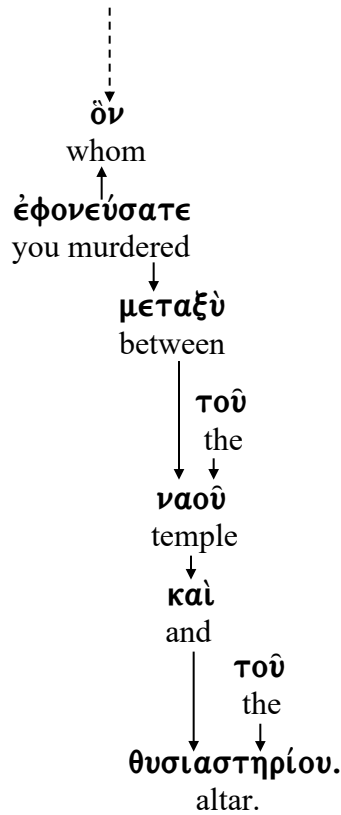 ὃν
whom
ἐφονεύσατε
you murdered
μεταξὺ
between
τοῦ
the
ναοῦ
temple
καὶ
and
τοῦ
the
θυσιαστηρίου.
altar.